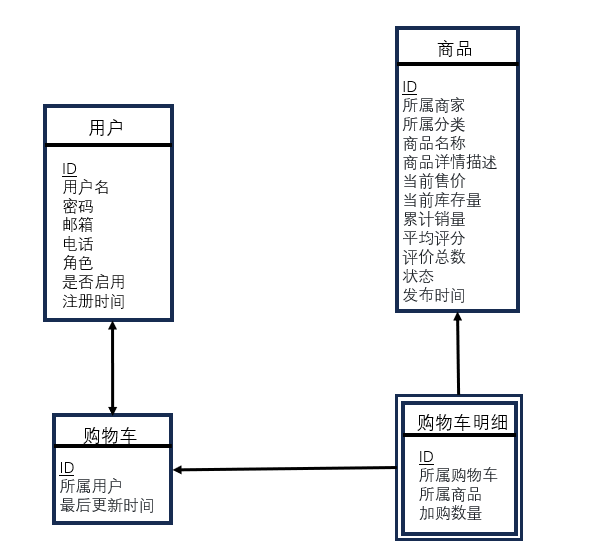 商品
ID
所属商家
所属分类
商品名称
商品详情描述
当前售价
当前库存量
累计销量
平均评分
评价总数
状态
发布时间
用户
ID
用户名
密码
邮箱
电话
角色
是否启用
注册时间
购物车
ID
所属用户
最后更新时间
购物车明细
ID
所属购物车
所属商品
加购数量